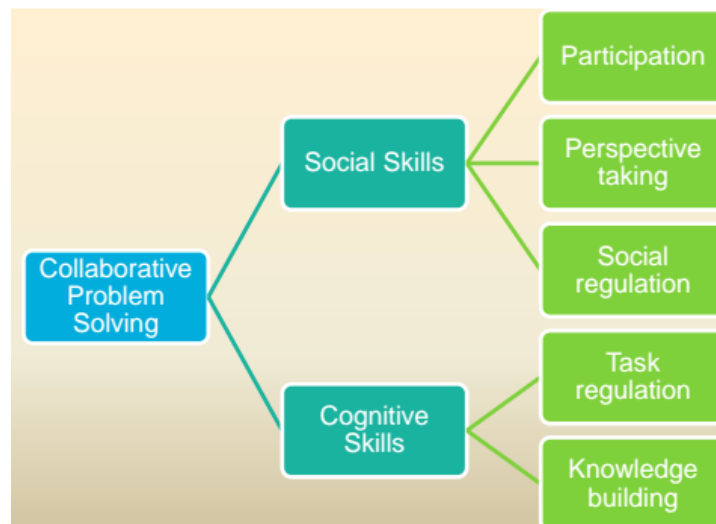 Collaborative
Problem
Solving
Social Skills
Participation
Perspective
taking
Social
regulation
Cognitive
Skills
Task
regulation
Knowledge
building